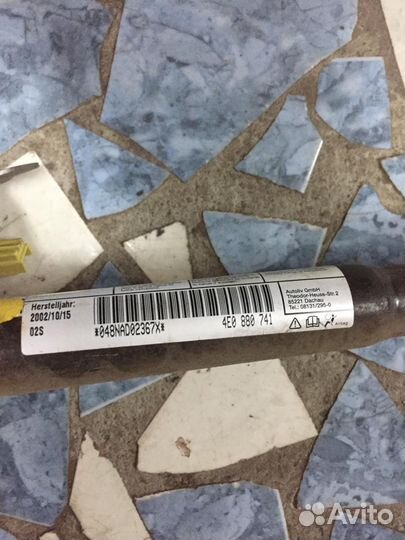 Herstelljahr:
2002/10/15
02S
*048NAD02367X*
4E0 880 741
Autoliv GmbH
Theodor-Heuss-Str.2
85221 Dachau
Tel.: 08131/295-0
Airbag
Avito